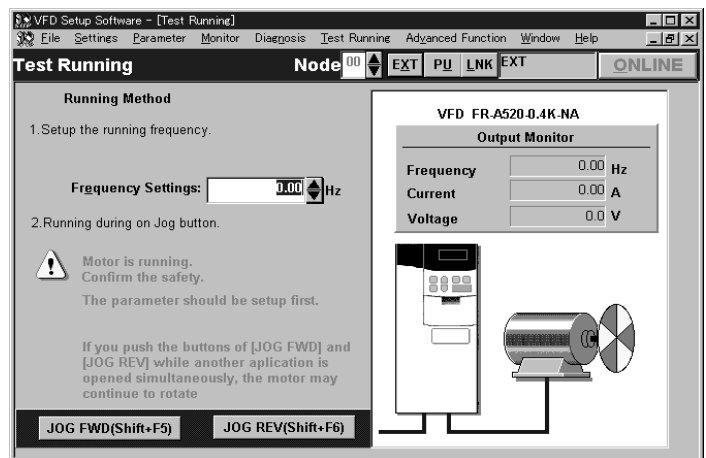 VFD Setup Software - [Test Running]
File Settings Parameter Monitor Diagnosis Test Running Advanced Function Window Help
Test Running Node 00 EXT PU LNK EXT ONLINE
Running Method
1.Setup the running frequency.
Frequency Settings: 0.00 Hz
2.Running during on Jog button.
Motor is running.
Confirm the safety.
The parameter should be setup first.
If you push the buttons of [JOG FWD] and
[JOG REV] while another aplication is
opened simultaneously, the motor may
continue to rotate
JOG FWD(Shift+F5) JOG REV(Shift+F6)
VFD FR-A520-0.4K-NA
Output Monitor
Frequency 0.00 Hz
Current 0.00 A
Voltage 0.0 V